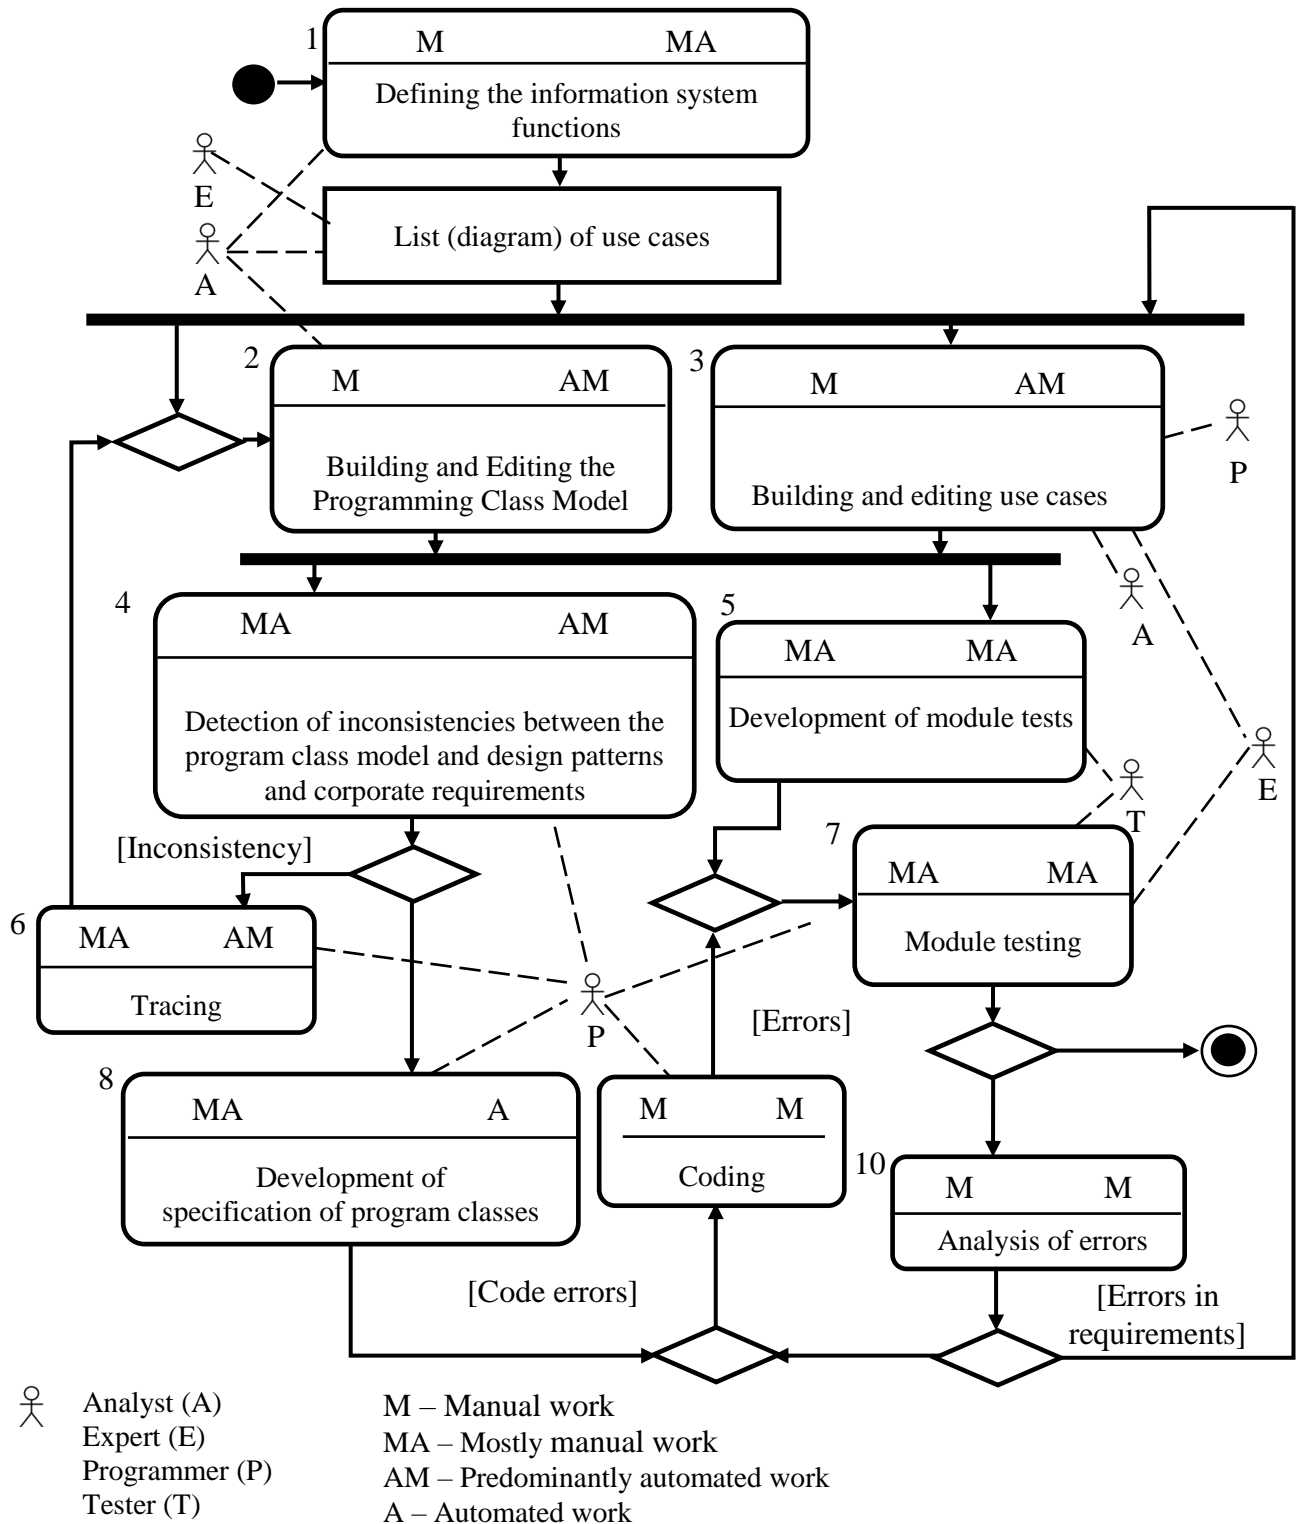 1
M MA
Defining the information system
functions
E
List (diagram) of use cases
A
2
M AM
Building and Editing the
Programming Class Model
3
M AM
Building and editing use cases
P
4
MA AM
Detection of inconsistencies between the
program class model and design patterns
and corporate requirements
5
MA MA
Development of module tests
A
E
T
[Inconsistency]
7
MA MA
Module testing
6
MA AM
Tracing
P
[Errors]
8
MA A
Development of
specification of program classes
M M
Coding
10
M M
Analysis of errors
[Code errors]
[Errors in
requirements]
Analyst (A)
Expert (E)
Programmer (P)
Tester (T)
M – Manual work
MA – Mostly manual work
AM – Predominantly automated work
A – Automated work